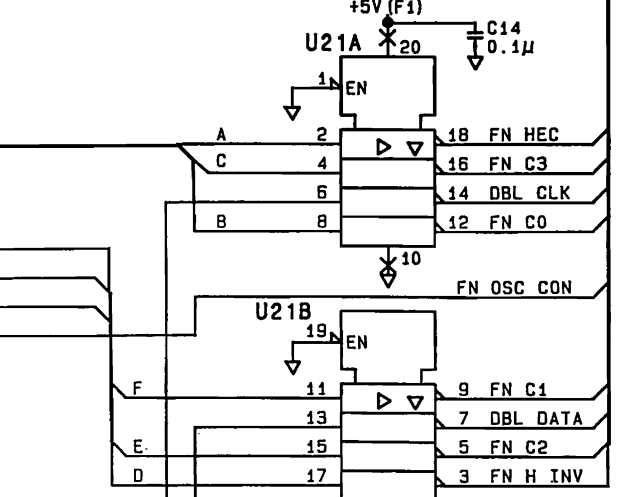 +5V (F1)
C14
0.1µ
U21A
20
1 EN
A 2 18 FN HEC
C 4 16 FN C3
6 14 DBL CLK
B 8 12 FN C0
10
FN OSC CON
U21B
19 EN
F 11 9 FN C1
13 7 DBL DATA
E 15 5 FN C2
D 17 3 FN H INV